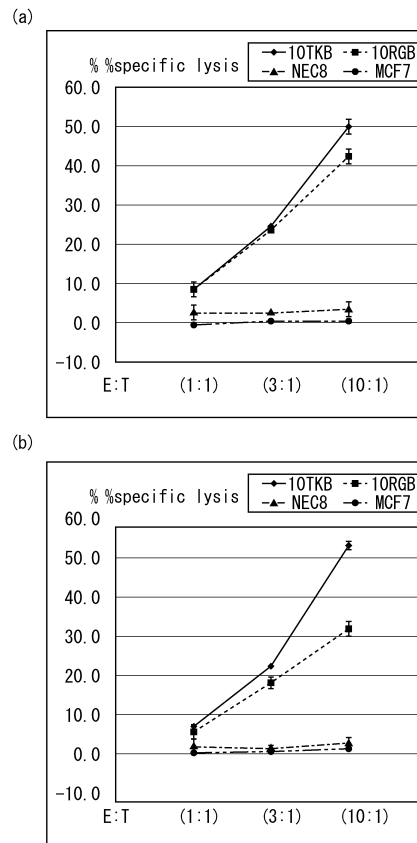 (a)
10TKB 10RGB
NEC8 MCF7
% %specific lysis
60.0
50.0
40.0
30.0
20.0
10.0
0.0
-10.0
E:T (1:1) (3:1) (10:1)
(b)
10TKB 10RGB
NEC8 MCF7
% %specific lysis
60.0
50.0
40.0
30.0
20.0
10.0
0.0
-10.0
E:T (1:1) (3:1) (10:1)